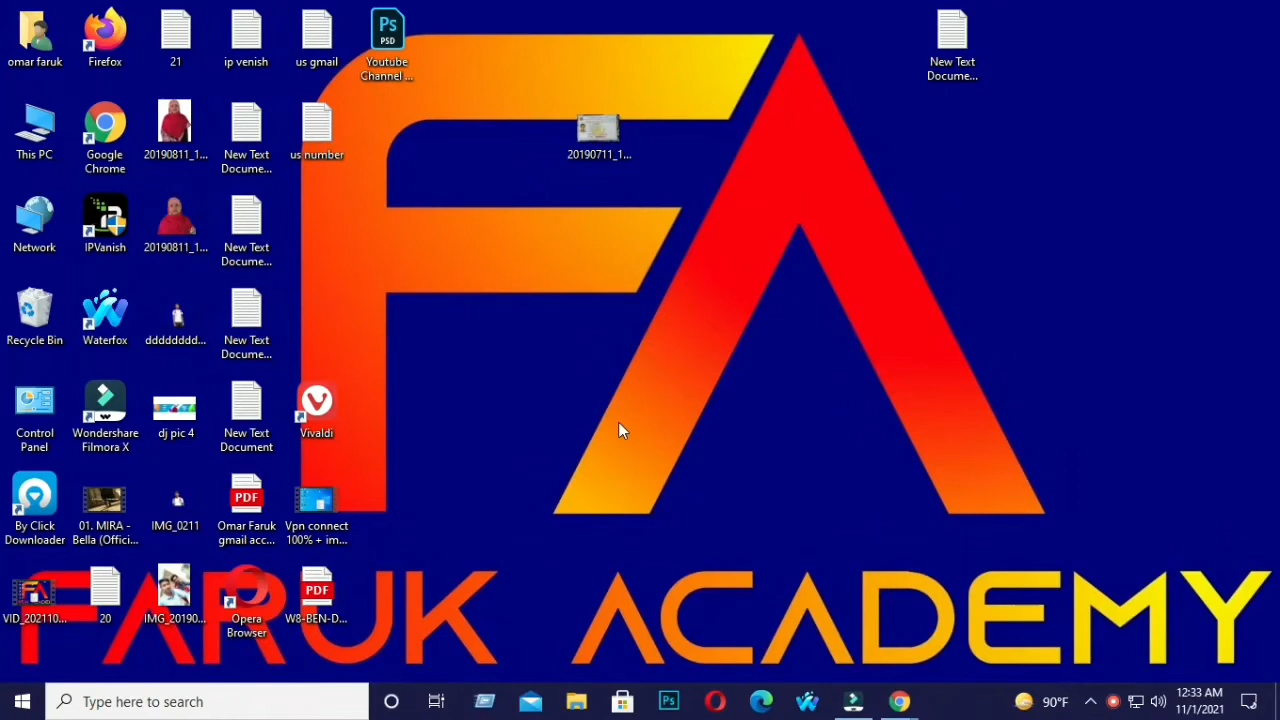 omar faruk
Firefox
21
ip venish
us gmail
Youtube
Channel ...
New Text
Docume...
This PC
Google
Chrome
20190811_1...
New Text
Docume...
us number
20190711_1...
Network
IPVanish
20190811_1...
New Text
Docume...
Recycle Bin
Waterfox
dddddddd...
New Text
Docume...
Control
Panel
Wondershare
Filmora X
dj pic 4
New Text
Document
Vivaldi
By Click
Downloader
01. MIRA -
Bella (Offici...
IMG_0211
Omar Faruk
gmail acc...
Vpn connect
100% + im...
VID_202110...
20
IMG_20190...
Opera
Browser
W8-BEN-D...
Ps
PSD
PDF
PDF
FA
FARUK ACADEMY
Type here to search
Ps
90°F
12:33 AM
11/1/2021